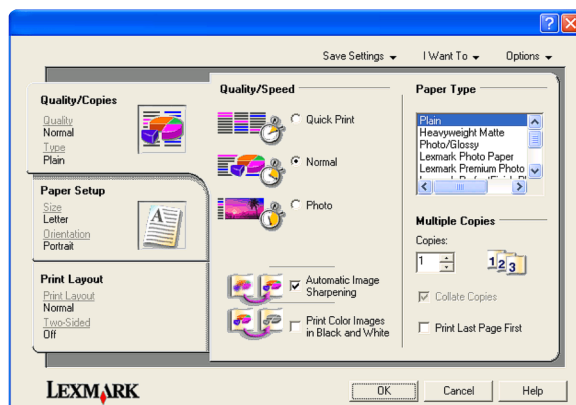 Save Settings
I Want To
Options
Quality/Copies
Quality
Normal
Type
Plain
Paper Setup
Size
Letter
Orientation
Portrait
Print Layout
Print Layout
Normal
Two-Sided
Off
Quality/Speed
Quick Print
Normal
Photo
Automatic Image
Sharpening
Print Color Images
in Black and White
Paper Type
Plain
Heavyweight Matte
Photo/Glossy
Lexmark Photo Paper
Lexmark Premium Photo
Multiple Copies
Copies:
1
1 2 3
Collate Copies
Print Last Page First
LEXMARK
OK
Cancel
Help